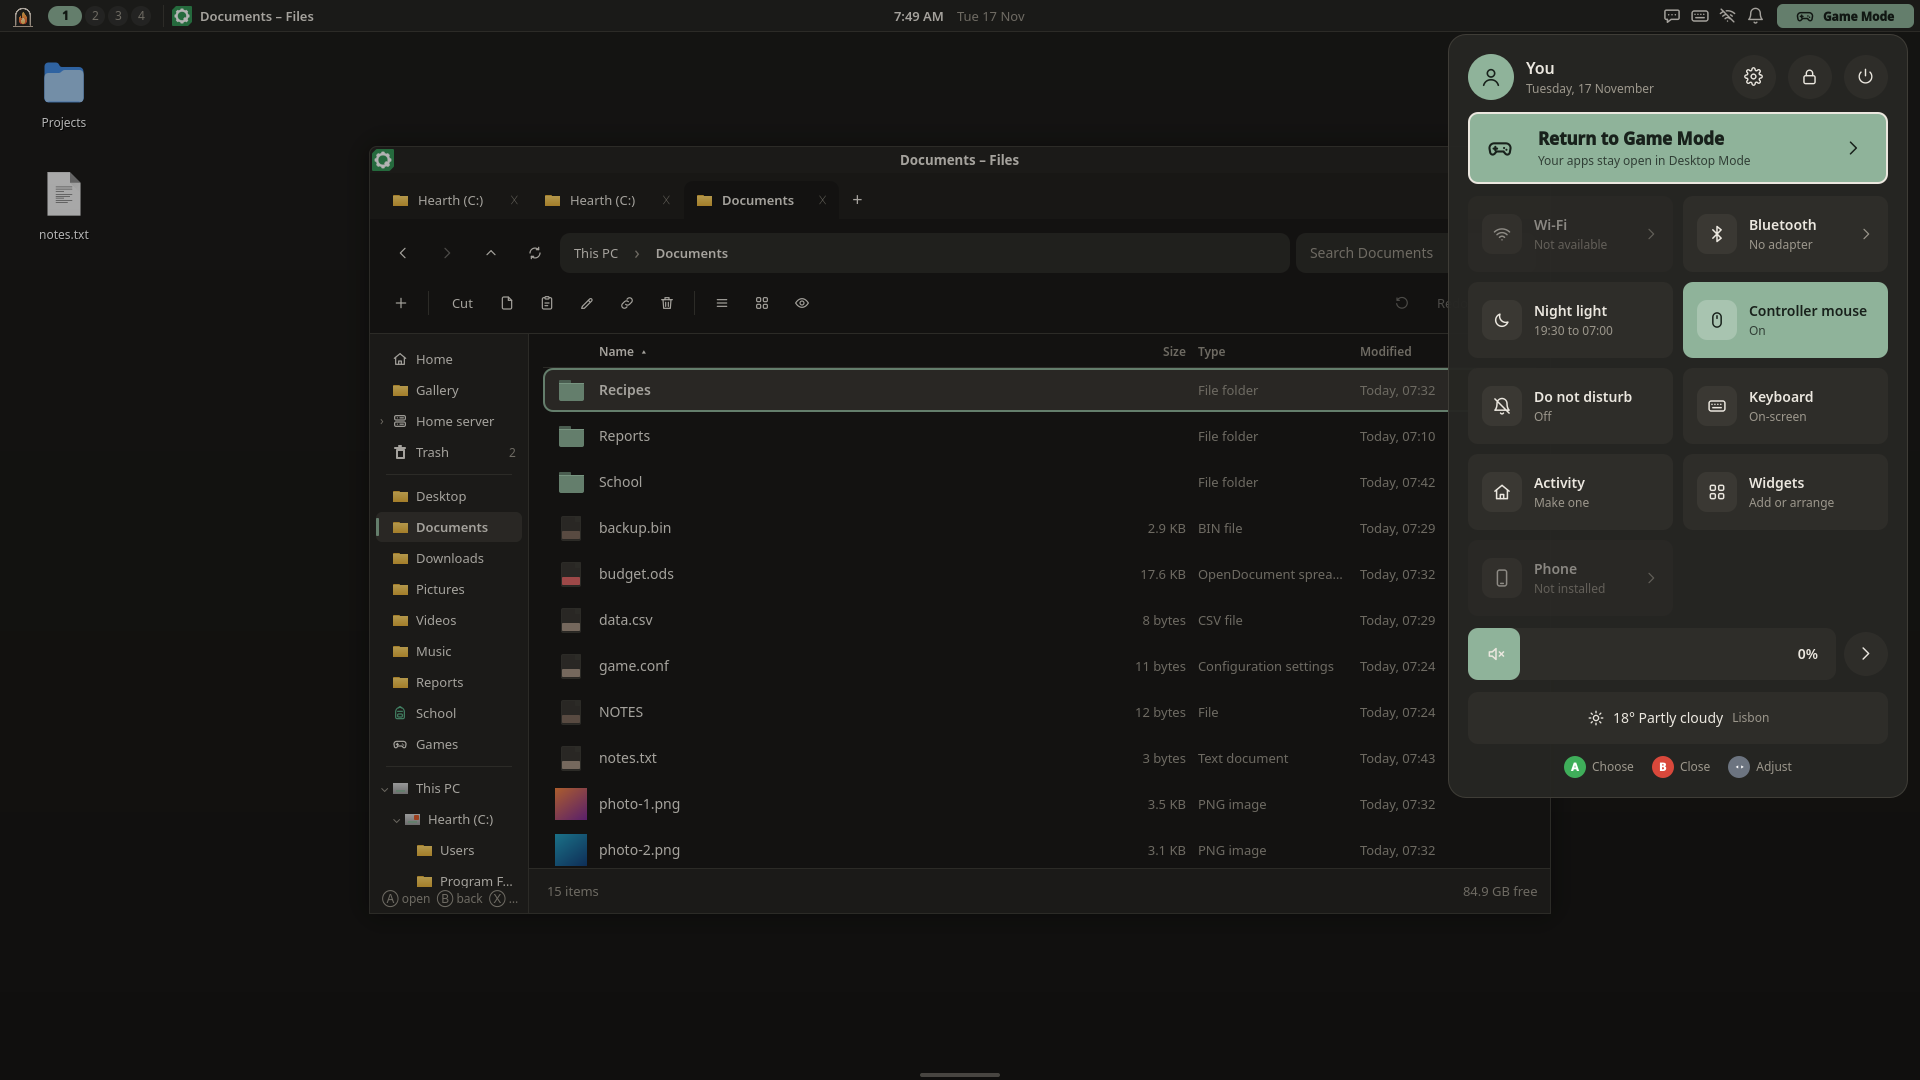 1 2 3 4 Documents – Files
7:49 AM Tue 17 Nov
Game Mode
Projects
notes.txt
Documents – Files
Hearth (C:) X Hearth (C:) X Documents X +
This PC › Documents
Search Documents
Cut
Home
Gallery
Home server
Trash 2
Desktop
Documents
Downloads
Pictures
Videos
Music
Reports
School
Games
This PC
Hearth (C:)
Users
Program F...
A open B back X ...
Name Size Type Modified
Recipes File folder Today, 07:32
Reports File folder Today, 07:10
School File folder Today, 07:42
backup.bin 2.9 KB BIN file Today, 07:29
budget.ods 17.6 KB OpenDocument sprea... Today, 07:32
data.csv 8 bytes CSV file Today, 07:29
game.conf 11 bytes Configuration settings Today, 07:24
NOTES 12 bytes File Today, 07:24
notes.txt 3 bytes Text document Today, 07:43
photo-1.png 3.5 KB PNG image Today, 07:32
photo-2.png 3.1 KB PNG image Today, 07:32
15 items 84.9 GB free
You
Tuesday, 17 November
Return to Game Mode
Your apps stay open in Desktop Mode
Wi-Fi
Not available
Bluetooth
No adapter
Night light
19:30 to 07:00
Controller mouse
On
Do not disturb
Off
Keyboard
On-screen
Activity
Make one
Widgets
Add or arrange
Phone
Not installed
0%
18° Partly cloudy Lisbon
A Choose B Close Adjust